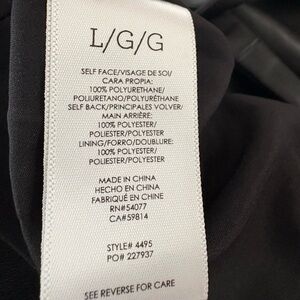 L/G/G
SELF FACE/VISAGE DE SOI/
CARA PROPIA:
100% POLYURETHANE/
POLIURETANO/POLYURÉTHANE
SELF BACK/PRINCIPALES VOLVER/
MAIN ARRIÈRE:
100% POLYESTER/
POLIESTER/POLYESTER
LINING/FORRO/DOUBLURE:
100% POLYESTER/
POLIESTER/POLYESTER
MADE IN CHINA
HECHO EN CHINA
FABRIQUÉ EN CHINE
RN#54077
CA#59814
STYLE# 4495
PO# 227937
SEE REVERSE FOR CARE